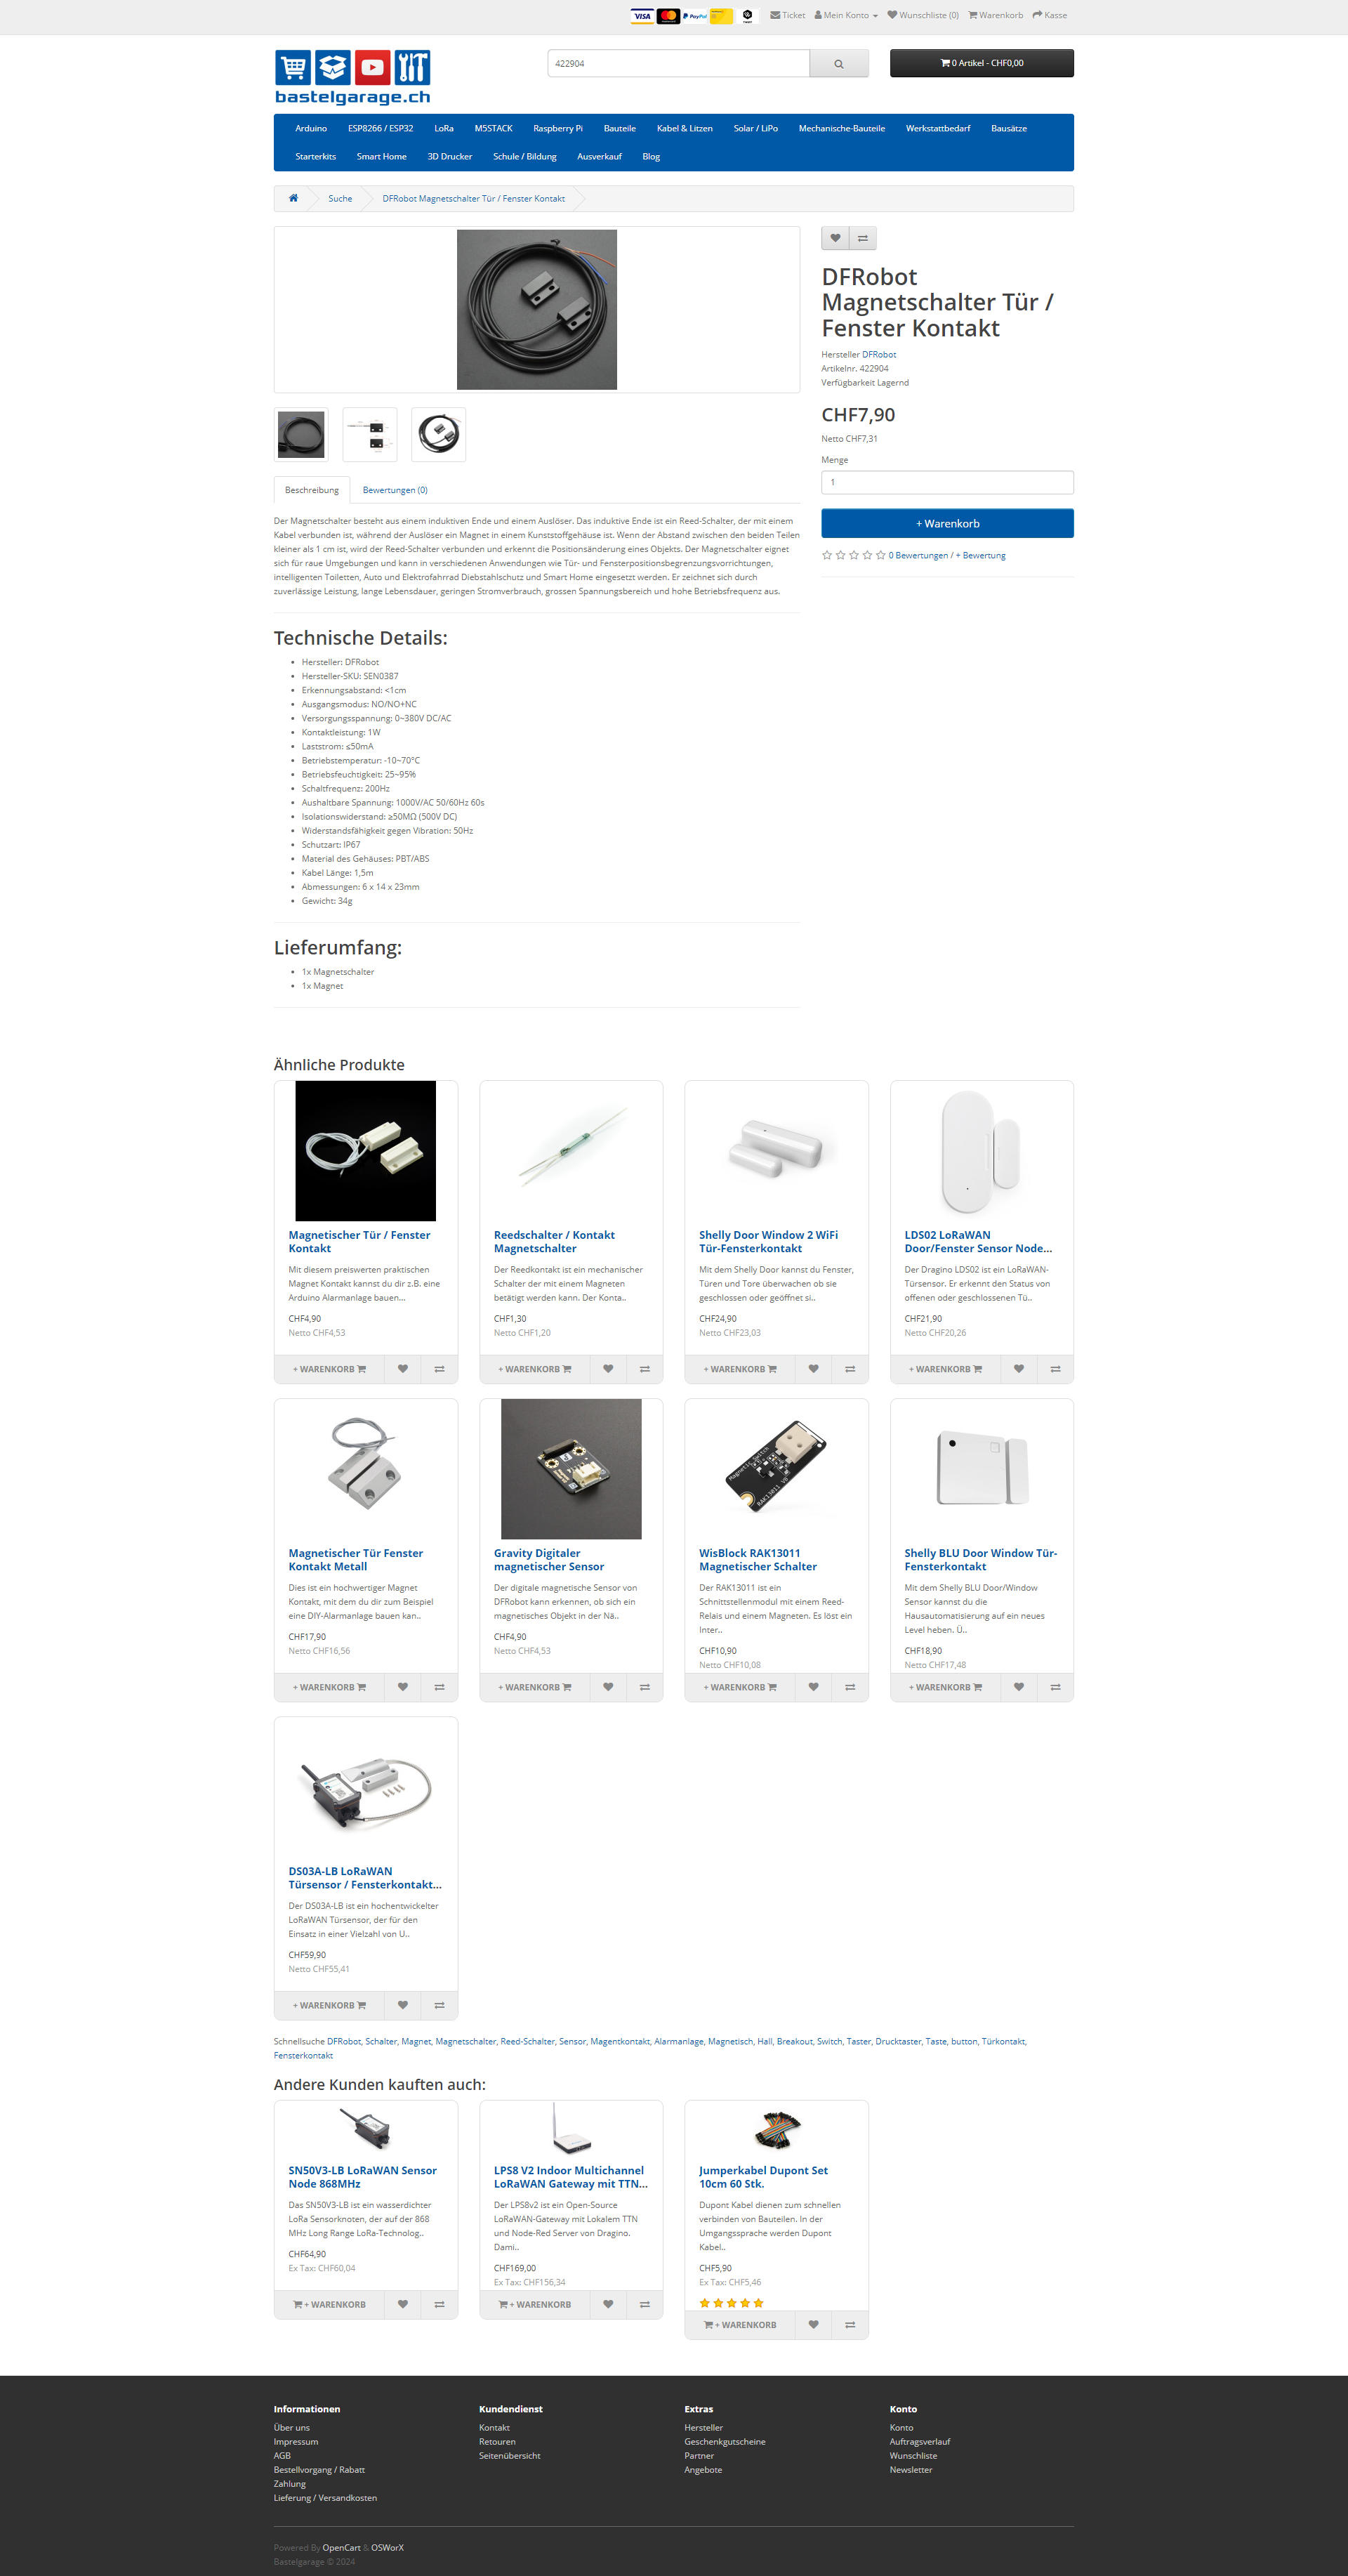 VISA PayPal TWINT Ticket Mein Konto Wunschliste (0) Warenkorb Kasse
bastelgarage.ch
422904
0 Artikel - CHF0,00
Arduino ESP8266 / ESP32 LoRa M5STACK Raspberry Pi Bauteile Kabel & Litzen Solar / LiPo Mechanische-Bauteile Werkstattbedarf Bausätze
Starterkits Smart Home 3D Drucker Schule / Bildung Ausverkauf Blog
Suche DFRobot Magnetschalter Tür / Fenster Kontakt
DFRobot
Magnetschalter Tür /
Fenster Kontakt
Hersteller DFRobot
Artikelnr. 422904
Verfügbarkeit Lagernd
CHF7,90
Netto CHF7,31
Menge
1
+ Warenkorb
0 Bewertungen / + Bewertung
Beschreibung Bewertungen (0)
Der Magnetschalter besteht aus einem induktiven Ende und einem Auslöser. Das induktive Ende ist ein Reed-Schalter, der mit einem
Kabel verbunden ist, während der Auslöser ein Magnet in einem Kunststoffgehäuse ist. Wenn der Abstand zwischen den beiden Teilen
kleiner als 1 cm ist, wird der Reed-Schalter verbunden und erkennt die Positionsänderung eines Objekts. Der Magnetschalter eignet
sich für raue Umgebungen und kann in verschiedenen Anwendungen wie Tür- und Fensterpositionsbegrenzungsvorrichtungen,
intelligenten Toiletten, Auto und Elektrofahrrad Diebstahlschutz und Smart Home eingesetzt werden. Er zeichnet sich durch
zuverlässige Leistung, lange Lebensdauer, geringen Stromverbrauch, grossen Spannungsbereich und hohe Betriebsfrequenz aus.
Technische Details:
Hersteller: DFRobot
Hersteller-SKU: SEN0387
Erkennungsabstand: <1cm
Ausgangsmodus: NO/NO+NC
Versorgungsspannung: 0~380V DC/AC
Kontaktleistung: 1W
Laststrom: ≤50mA
Betriebstemperatur: -10~70°C
Betriebsfeuchtigkeit: 25~95%
Schaltfrequenz: 200Hz
Aushaltbare Spannung: 1000V/AC 50/60Hz 60s
Isolationswiderstand: ≥50MΩ (500V DC)
Widerstandsfähigkeit gegen Vibration: 50Hz
Schutzart: IP67
Material des Gehäuses: PBT/ABS
Kabel Länge: 1,5m
Abmessungen: 6 x 14 x 23mm
Gewicht: 34g
Lieferumfang:
1x Magnetschalter
1x Magnet
Ähnliche Produkte
Magnetischer Tür / Fenster
Kontakt
Mit diesem preiswerten praktischen
Magnet Kontakt kannst du dir z.B. eine
Arduino Alarmanlage bauen...
CHF4,90
Netto CHF4,53
+ WARENKORB
Reedschalter / Kontakt
Magnetschalter
Der Reedkontakt ist ein mechanischer
Schalter der mit einem Magneten
betätigt werden kann. Der Konta..
CHF1,30
Netto CHF1,20
+ WARENKORB
Shelly Door Window 2 WiFi
Tür-Fensterkontakt
Mit dem Shelly Door kannst du Fenster,
Türen und Tore überwachen ob sie
geschlossen oder geöffnet si..
CHF24,90
Netto CHF23,03
+ WARENKORB
LDS02 LoRaWAN
Door/Fenster Sensor Node...
Der Dragino LDS02 ist ein LoRaWAN-
Türsensor. Er erkennt den Status von
offenen oder geschlossenen Tü..
CHF21,90
Netto CHF20,26
+ WARENKORB
Magnetischer Tür Fenster
Kontakt Metall
Dies ist ein hochwertiger Magnet
Kontakt, mit dem du dir zum Beispiel
eine DIY-Alarmanlage bauen kan..
CHF17,90
Netto CHF16,56
+ WARENKORB
Gravity Digitaler
magnetischer Sensor
Der digitale magnetische Sensor von
DFRobot kann erkennen, ob sich ein
magnetisches Objekt in der Nä..
CHF4,90
Netto CHF4,53
+ WARENKORB
Magnetic Switch
RAK13011
WisBlock RAK13011
Magnetischer Schalter
Der RAK13011 ist ein
Schnittstellenmodul mit einem Reed-
Relais und einem Magneten. Es löst ein
Inter..
CHF10,90
Netto CHF10,08
+ WARENKORB
Shelly BLU Door Window Tür-
Fensterkontakt
Mit dem Shelly BLU Door/Window
Sensor kannst du die
Hausautomatisierung auf ein neues
Level heben. Ü..
CHF18,90
Netto CHF17,48
+ WARENKORB
DS03A-LB LoRaWAN
Türsensor / Fensterkontakt...
Der DS03A-LB ist ein hochentwickelter
LoRaWAN Türsensor, der für den
Einsatz in einer Vielzahl von U..
CHF59,90
Netto CHF55,41
+ WARENKORB
Schnellsuche DFRobot, Schalter, Magnet, Magnetschalter, Reed-Schalter, Sensor, Magentkontakt, Alarmanlage, Magnetisch, Hall, Breakout, Switch, Taster, Drucktaster, Taste, button, Türkontakt,
Fensterkontakt
Andere Kunden kauften auch:
SN50V3-LB LoRaWAN Sensor
Node 868MHz
Das SN50V3-LB ist ein wasserdichter
LoRa Sensorknoten, der auf der 868
MHz Long Range LoRa-Technolog..
CHF64,90
Ex Tax: CHF60,04
+ WARENKORB
LPS8 V2 Indoor Multichannel
LoRaWAN Gateway mit TTN...
Der LPS8v2 ist ein Open-Source
LoRaWAN-Gateway mit Lokalem TTN
und Node-Red Server von Dragino.
Dami..
CHF169,00
Ex Tax: CHF156,34
+ WARENKORB
Jumperkabel Dupont Set
10cm 60 Stk.
Dupont Kabel dienen zum schnellen
verbinden von Bauteilen. In der
Umgangssprache werden Dupont
Kabel..
CHF5,90
Ex Tax: CHF5,46
+ WARENKORB
Informationen
Über uns
Impressum
AGB
Bestellvorgang / Rabatt
Zahlung
Lieferung / Versandkosten
Kundendienst
Kontakt
Retouren
Seitenübersicht
Extras
Hersteller
Geschenkgutscheine
Partner
Angebote
Konto
Konto
Auftragsverlauf
Wunschliste
Newsletter
Powered By OpenCart & OSWorX
Bastelgarage © 2024